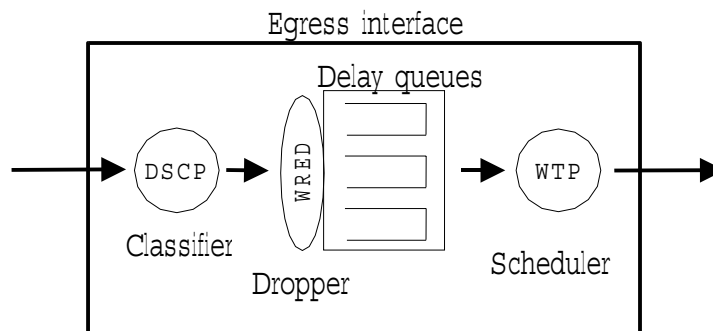 Egress interface
Delay queues
DSCP
WRED
WTP
Classifier
Scheduler
Dropper